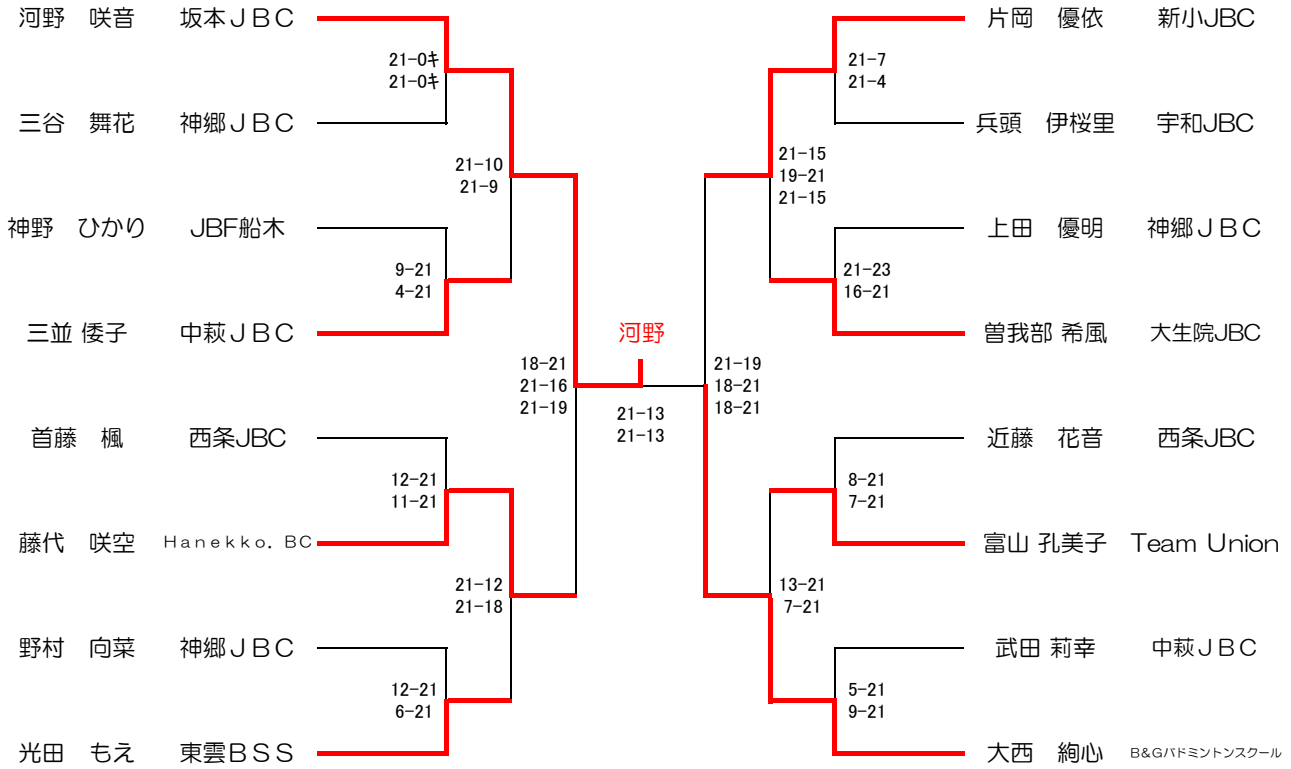 河野　咲音　坂本ＪＢＣ
21-0ｷ
21-0ｷ
三谷　舞花　神郷ＪＢＣ
21-10
21-9
神野　ひかり　JBF船木
9-21
4-21
三並 倭子　中萩ＪＢＣ
18-21
21-16
21-19
首藤　楓　西条JBC
12-21
11-21
藤代　咲空　Ｈａｎｅｋｋｏ．ＢＣ
21-12
21-18
野村　向菜　神郷ＪＢＣ
12-21
6-21
光田　もえ　東雲ＢＳＳ
河野
21-13
21-13
片岡　優依　新小JBC
21-7
21-4
兵頭　伊桜里　宇和JBC
21-15
19-21
21-15
上田　優明　神郷ＪＢＣ
21-23
16-21
曽我部 希風　大生院JBC
21-19
18-21
18-21
近藤　花音　西条JBC
8-21
7-21
富山 孔美子　Team Union
13-21
7-21
武田 莉幸　中萩ＪＢＣ
5-21
9-21
大西　絢心　B&Gバドミントンスクール